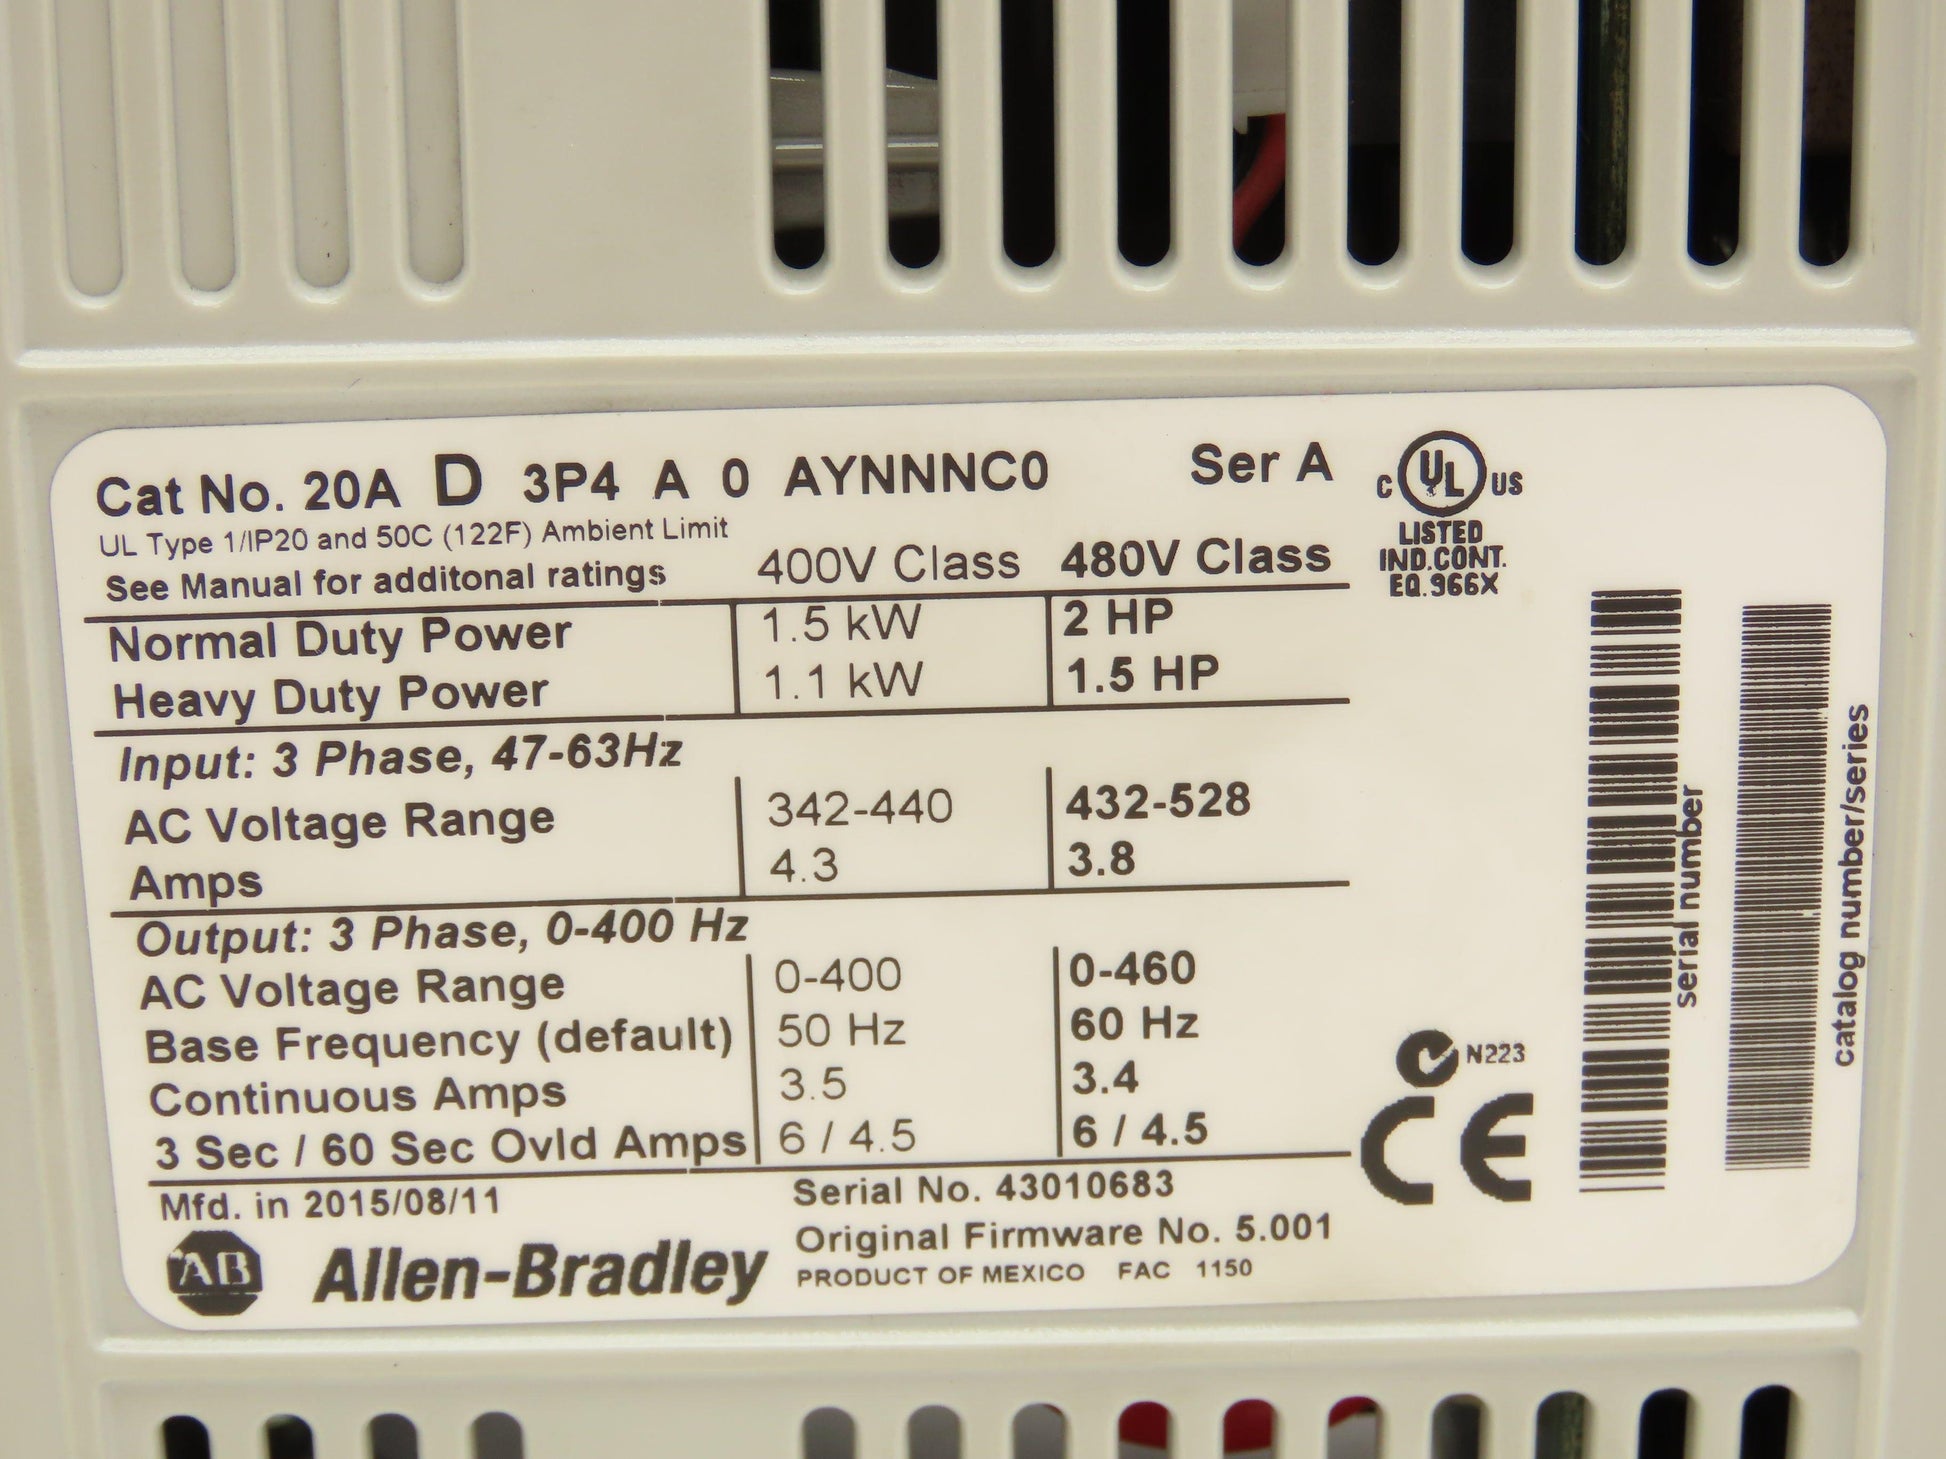 Cat No. 20A D 3P4 A 0 AYNNNC0 Ser A
UL Type 1/IP20 and 50C (122F) Ambient Limit
See Manual for additonal ratings 400V Class 480V Class
Normal Duty Power 1.5 kW 2 HP
Heavy Duty Power 1.1 kW 1.5 HP
Input: 3 Phase, 47-63Hz
AC Voltage Range 342-440 432-528
Amps 4.3 3.8
Output: 3 Phase, 0-400 Hz
AC Voltage Range 0-400 0-460
Base Frequency (default) 50 Hz 60 Hz
Continuous Amps 3.5 3.4
3 Sec / 60 Sec Ovld Amps 6 / 4.5 6 / 4.5
Mfd. in 2015/08/11 Serial No. 43010683
Original Firmware No. 5.001
AB Allen-Bradley PRODUCT OF MEXICO FAC 1150
C UL US
LISTED
IND.CONT.
EQ.966X
N223
CE
serial number
catalog number/series